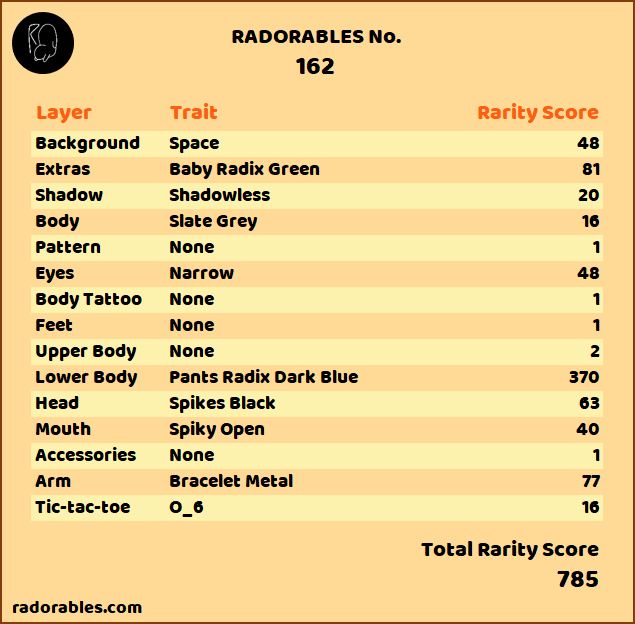 RADORABLES No.
162
Layer Trait Rarity Score
Background Space 48
Extras Baby Radix Green 81
Shadow Shadowless 20
Body Slate Grey 16
Pattern None 1
Eyes Narrow 48
Body Tattoo None 1
Feet None 1
Upper Body None 2
Lower Body Pants Radix Dark Blue 370
Head Spikes Black 63
Mouth Spiky Open 40
Accessories None 1
Arm Bracelet Metal 77
Tic-tac-toe O_6 16
Total Rarity Score
785
radorables.com